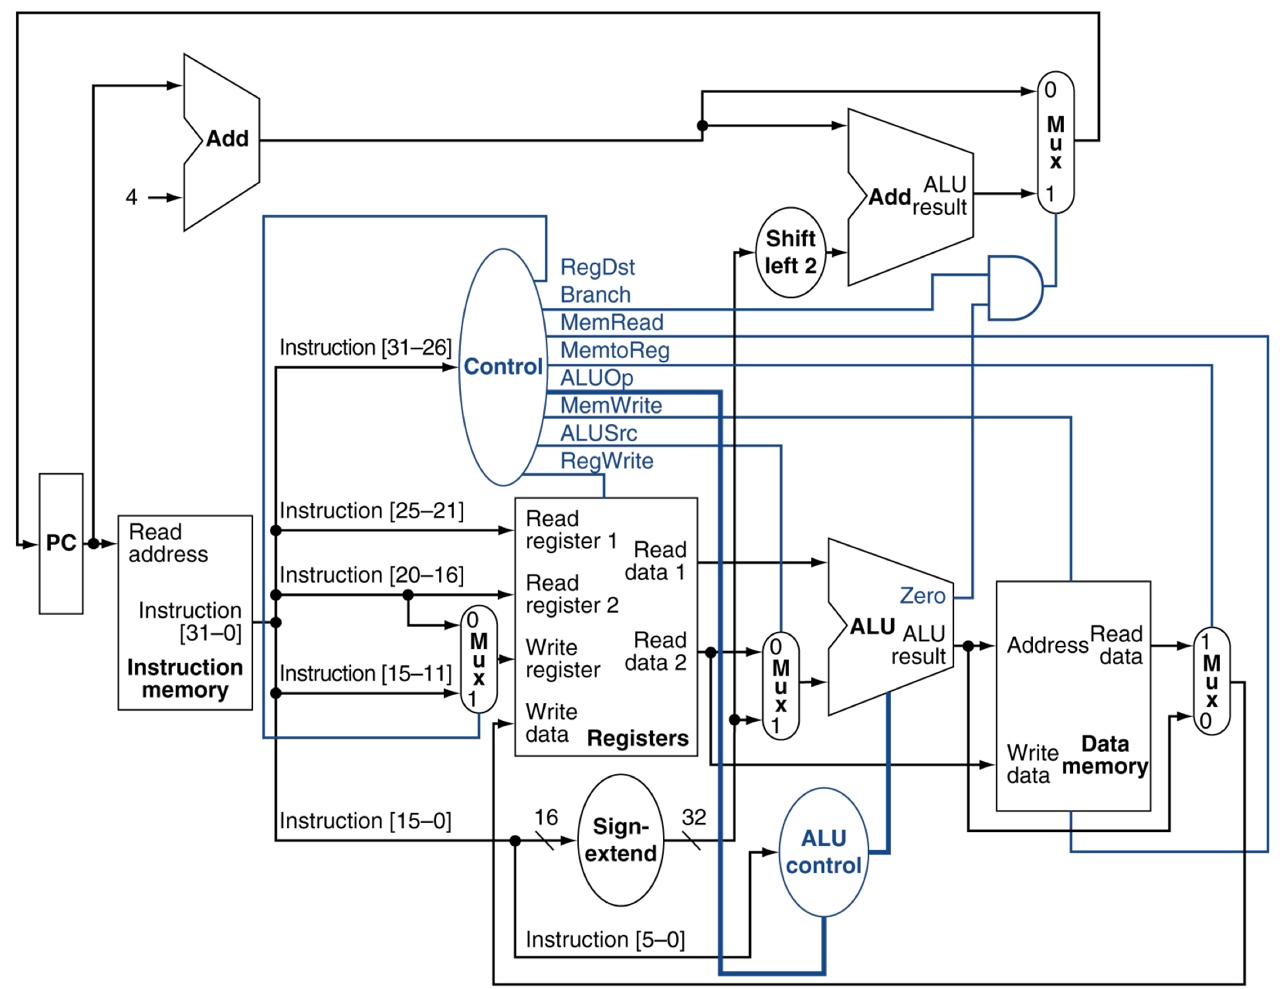 0
M
u
x
1
Add
4
Add
ALU
result
Shift
left 2
RegDst
Branch
MemRead
MemtoReg
ALUOp
MemWrite
ALUSrc
RegWrite
Control
Instruction [31–26]
Instruction [25–21]
Instruction [20–16]
Instruction [15–11]
Instruction [15–0]
Instruction [5–0]
PC
Read
address
Instruction
[31–0]
Instruction
memory
0
M
u
x
1
Read
register 1
Read
register 2
Write
register
Write
data
Read
data 1
Read
data 2
Registers
0
M
u
x
1
Zero
ALU
ALU
result
Address
Read
data
Write
data
Data
memory
1
M
u
x
0
16
Sign-
extend
32
ALU
control